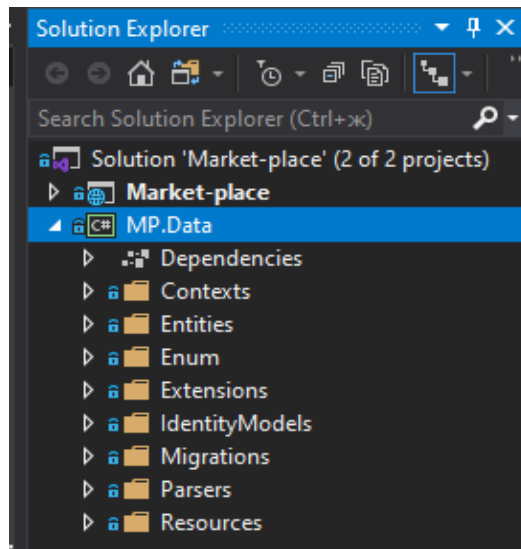 Solution Explorer
Search Solution Explorer (Ctrl+ж)
Solution 'Market-place' (2 of 2 projects)
Market-place
C# MP.Data
Dependencies
Contexts
Entities
Enum
Extensions
IdentityModels
Migrations
Parsers
Resources